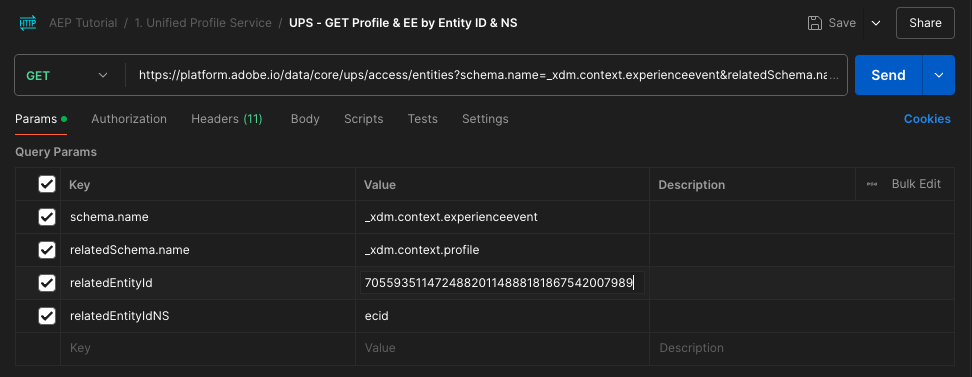 HTTP AEP Tutorial / 1. Unified Profile Service / UPS - GET Profile & EE by Entity ID & NS Save Share
GET https://platform.adobe.io/data/core/ups/access/entities?schema.name=_xdm.context.experienceevent&relatedSchema.na... Send
Params Authorization Headers (11) Body Scripts Tests Settings Cookies
Query Params
Key Value Description Bulk Edit
schema.name _xdm.context.experienceevent
relatedSchema.name _xdm.context.profile
relatedEntityId 70559351147248820114888181867542007989
relatedEntityIdNS ecid
Key Value Description